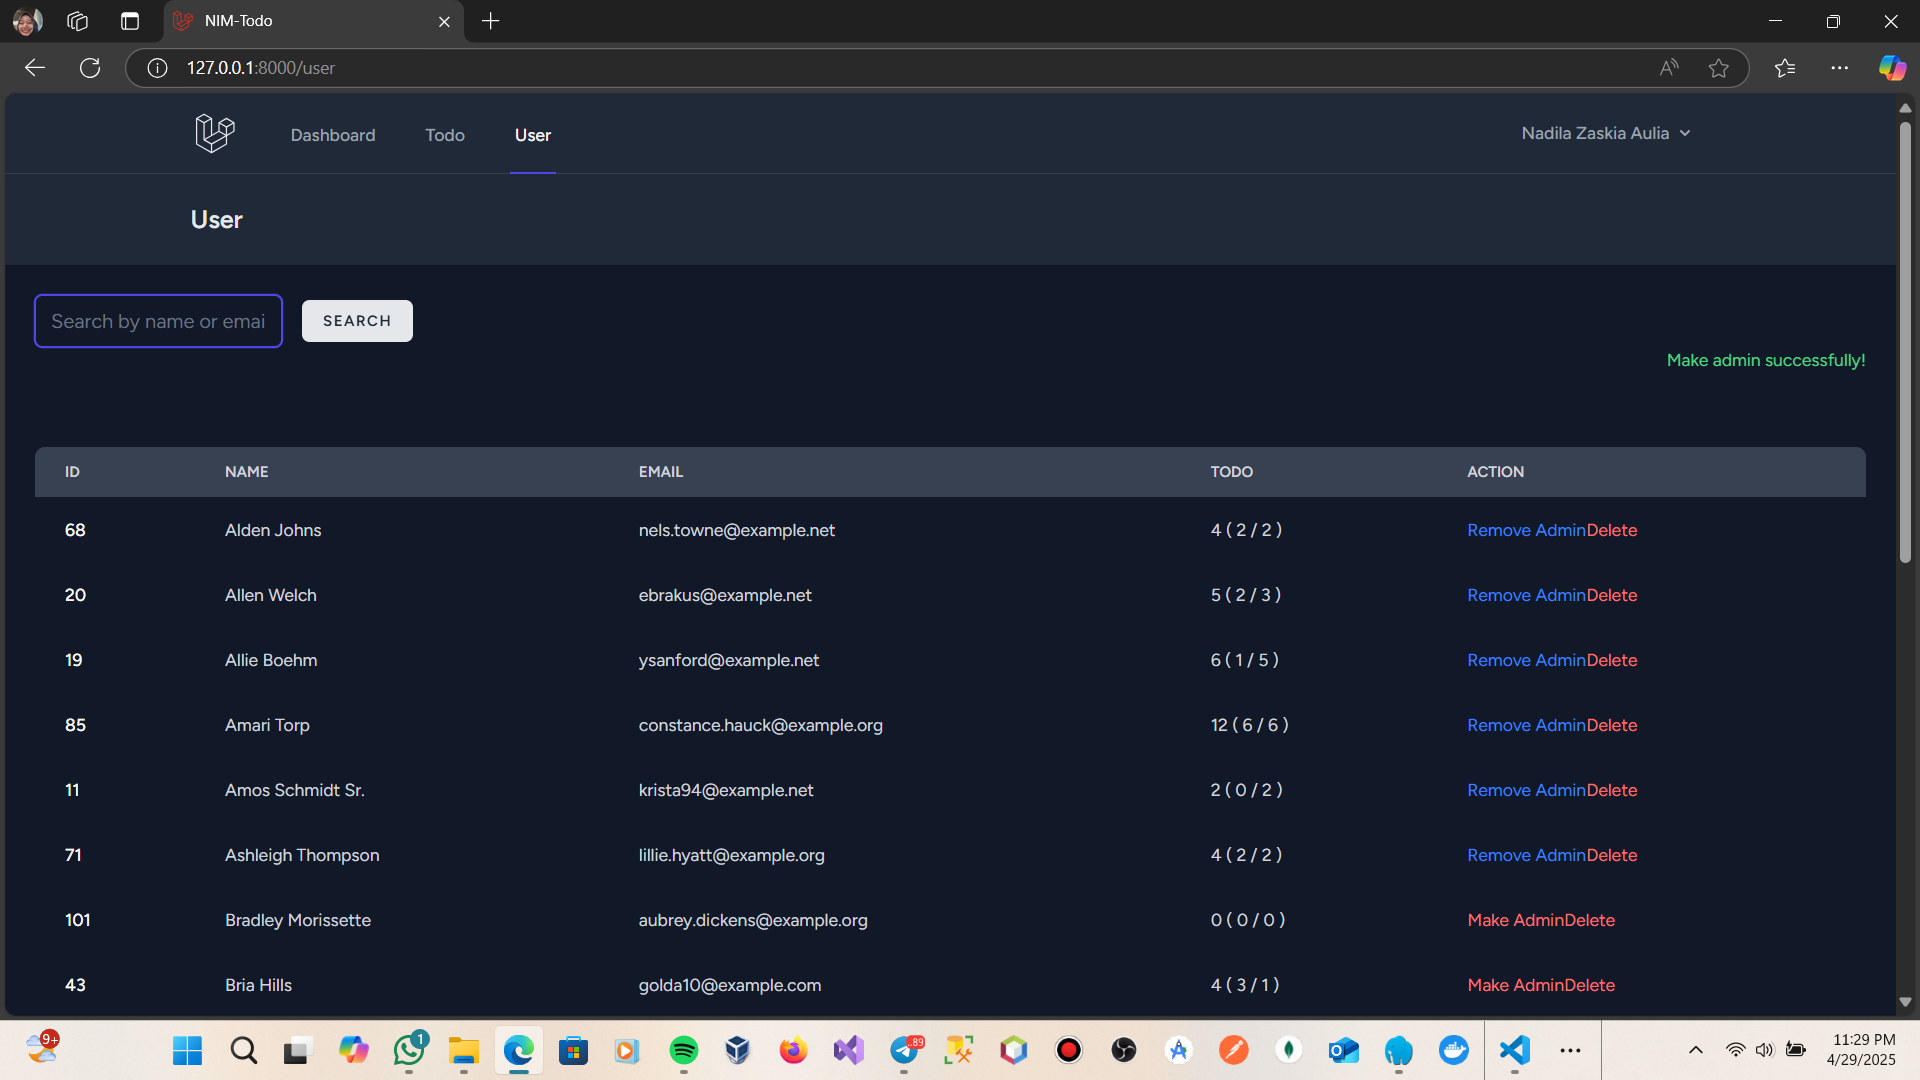 NIM-Todo
127.0.0.1:8000/user
Dashboard
Todo
User
Nadila Zaskia Aulia
User
Search by name or emai
SEARCH
Make admin successfully!
ID NAME EMAIL TODO ACTION
68 Alden Johns nels.towne@example.net 4 ( 2 / 2 ) Remove AdminDelete
20 Allen Welch ebrakus@example.net 5 ( 2 / 3 ) Remove AdminDelete
19 Allie Boehm ysanford@example.net 6 ( 1 / 5 ) Remove AdminDelete
85 Amari Torp constance.hauck@example.org 12 ( 6 / 6 ) Remove AdminDelete
11 Amos Schmidt Sr. krista94@example.net 2 ( 0 / 2 ) Remove AdminDelete
71 Ashleigh Thompson lillie.hyatt@example.org 4 ( 2 / 2 ) Remove AdminDelete
101 Bradley Morissette aubrey.dickens@example.org 0 ( 0 / 0 ) Make AdminDelete
43 Bria Hills golda10@example.com 4 ( 3 / 1 ) Make AdminDelete
9+
1
.89
11:29 PM
4/29/2025